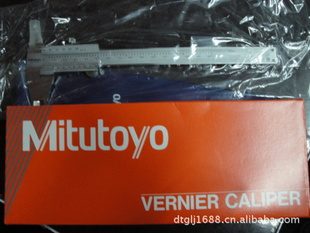 Mitutoyo
VERNIER CALIPER
dtglj1688.cn.alibaba.com